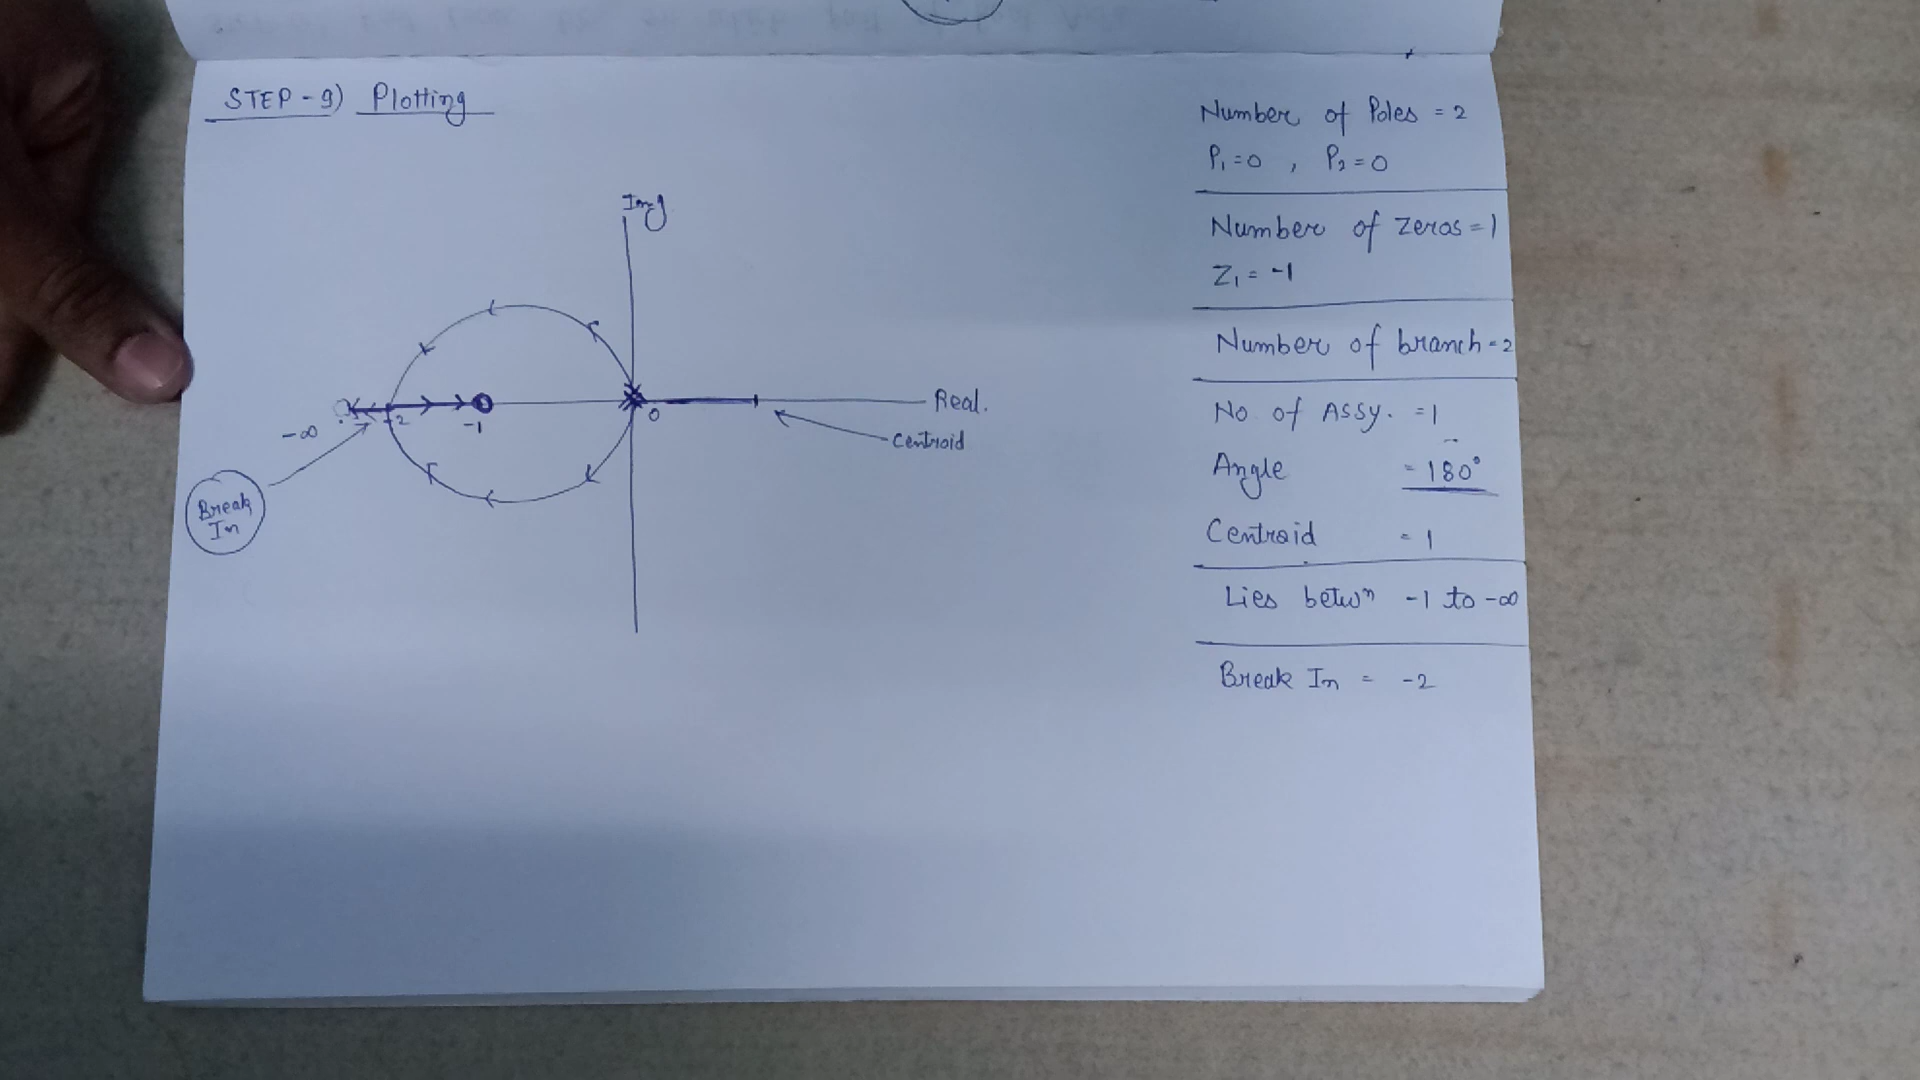 STEP-9) Plotting
Img
Real.
Centroid
0
-1
-2
-∞
Break
In
Number of Poles = 2
P₁ = 0 , P₂ = 0
Number of Zeros = 1
Z₁ = -1
Number of branch = 2
No. of Assy. = 1
Angle = 180°
Centroid = 1
Lies betwⁿ -1 to -∞
Break In = -2